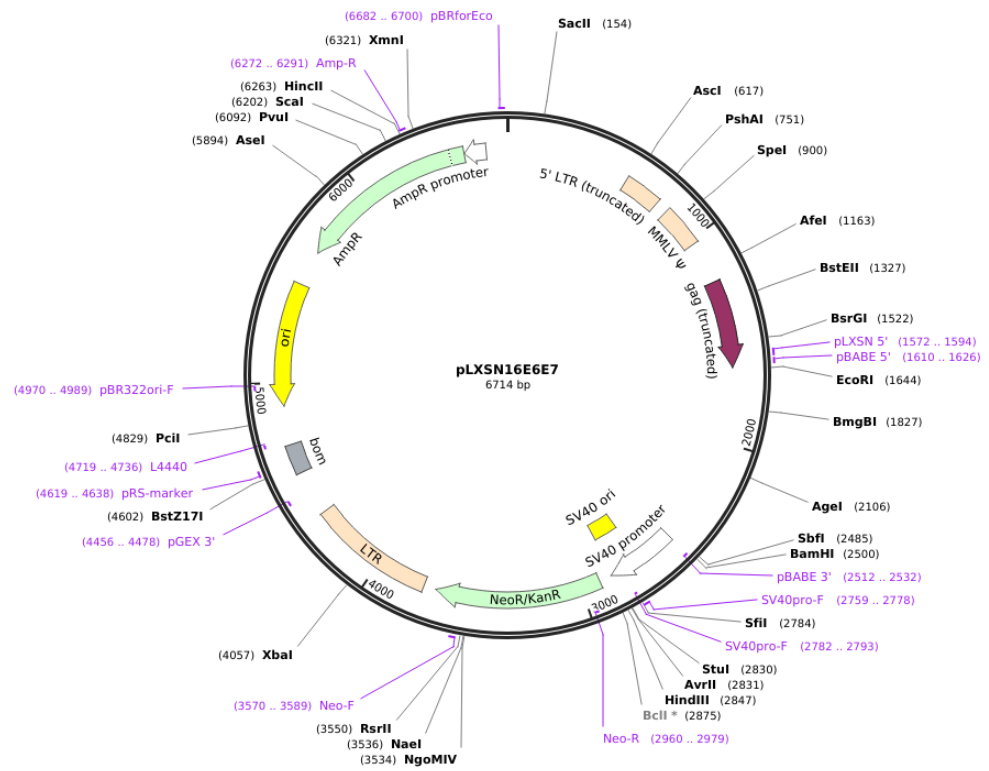 (6682 .. 6700) pBRforEco
SacII (154)
(6321) XmnI
(6272 .. 6291) Amp-R
(6263) HincII
(6202) ScaI
(6092) PvuI
(5894) AseI
AscI (617)
PshAI (751)
SpeI (900)
AfeI (1163)
BstEII (1327)
BsrGI (1522)
pLXSN 5' (1572 .. 1594)
pBABE 5' (1610 .. 1626)
EcoRI (1644)
BmgBI (1827)
AgeI (2106)
SbfI (2485)
BamHI (2500)
pBABE 3' (2512 .. 2532)
SV40pro-F (2759 .. 2778)
SfiI (2784)
SV40pro-F (2782 .. 2793)
StuI (2830)
AvrII (2831)
HindIII (2847)
BclI * (2875)
Neo-R (2960 .. 2979)
(4970 .. 4989) pBR322ori-F
(4829) PciI
(4719 .. 4736) L4440
(4619 .. 4638) pRS-marker
(4602) BstZ17I
(4456 .. 4478) pGEX 3'
(4057) XbaI
(3570 .. 3589) Neo-F
(3550) RsrII
(3536) NaeI
(3534) NgoMIV
pLXSN16E6E7
6714 bp
1000
2000
3000
4000
5000
6000
AmpR promoter
AmpR
5' LTR (truncated)
MMLV Ψ
gag (truncated)
ori
bom
LTR
NeoR/KanR
SV40 ori
SV40 promoter